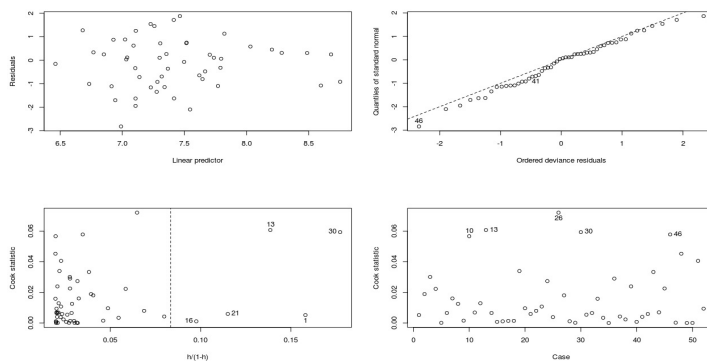 2
1
0
-1
-2
-3
Residuals
6.5 7.0 7.5 8.0 8.5
Linear predictor
2
1
0
-1
-2
-3
Quantiles of standard normal
41
46
-2 -1 0 1 2
Ordered deviance residuals
0.06
0.04
0.02
0.00
Cook statistic
13
30
16
21
1
0.00 0.05 0.10 0.15
h/(1-h)
0.06
0.04
0.02
0.00
Cook statistic
10
13
26
30
46
0 10 20 30 40 50
Case